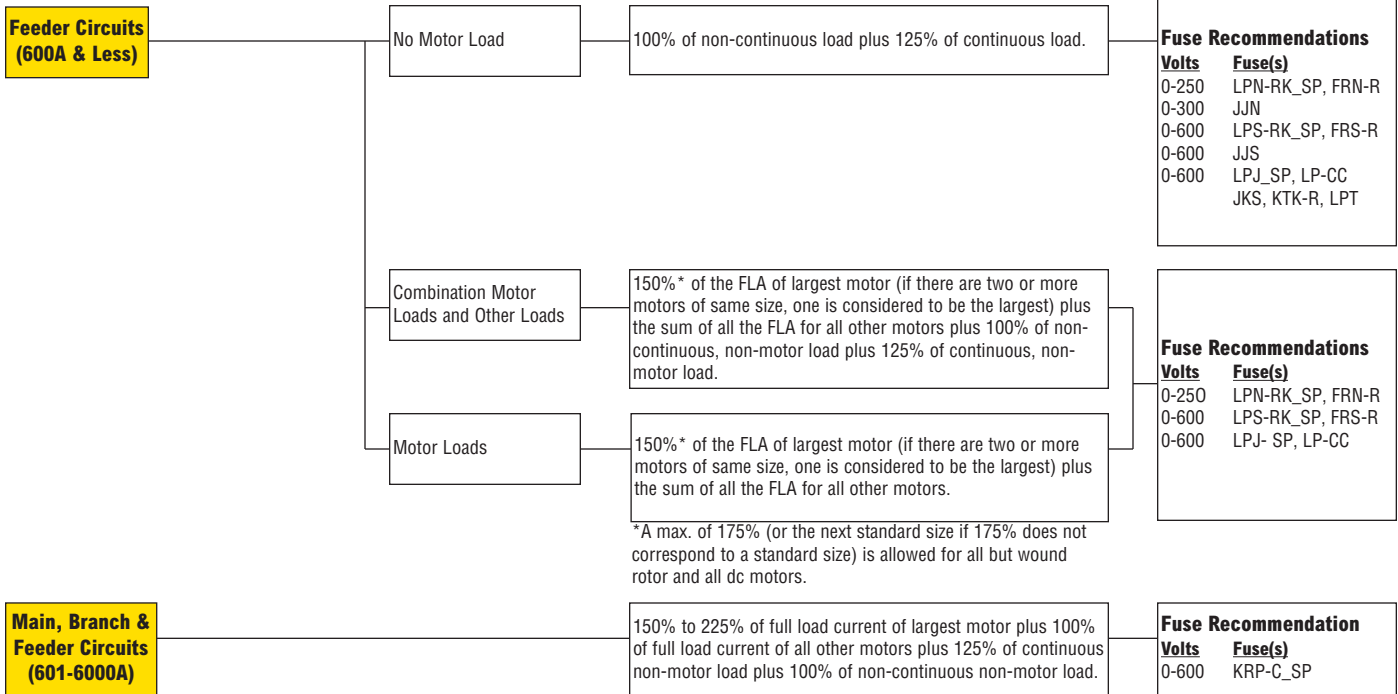 Feeder Circuits
(600A & Less)
No Motor Load
100% of non-continuous load plus 125% of continuous load.
Fuse Recommendations
Volts Fuse(s)
0-250 LPN-RK_SP, FRN-R
0-300 JJN
0-600 LPS-RK_SP, FRS-R
0-600 JJS
0-600 LPJ_SP, LP-CC
JKS, KTK-R, LPT
Combination Motor
Loads and Other Loads
150%* of the FLA of largest motor (if there are two or more
motors of same size, one is considered to be the largest) plus
the sum of all the FLA for all other motors plus 100% of non-
continuous, non-motor load plus 125% of continuous, non-
motor load.
Motor Loads
150%* of the FLA of largest motor (if there are two or more
motors of same size, one is considered to be the largest) plus
the sum of all the FLA for all other motors.
*A max. of 175% (or the next standard size if 175% does not
correspond to a standard size) is allowed for all but wound
rotor and all dc motors.
Fuse Recommendations
Volts Fuse(s)
0-250 LPN-RK_SP, FRN-R
0-600 LPS-RK_SP, FRS-R
0-600 LPJ- SP, LP-CC
Main, Branch &
Feeder Circuits
(601-6000A)
150% to 225% of full load current of largest motor plus 100%
of full load current of all other motors plus 125% of continuous
non-motor load plus 100% of non-continuous non-motor load.
Fuse Recommendation
Volts Fuse(s)
0-600 KRP-C_SP